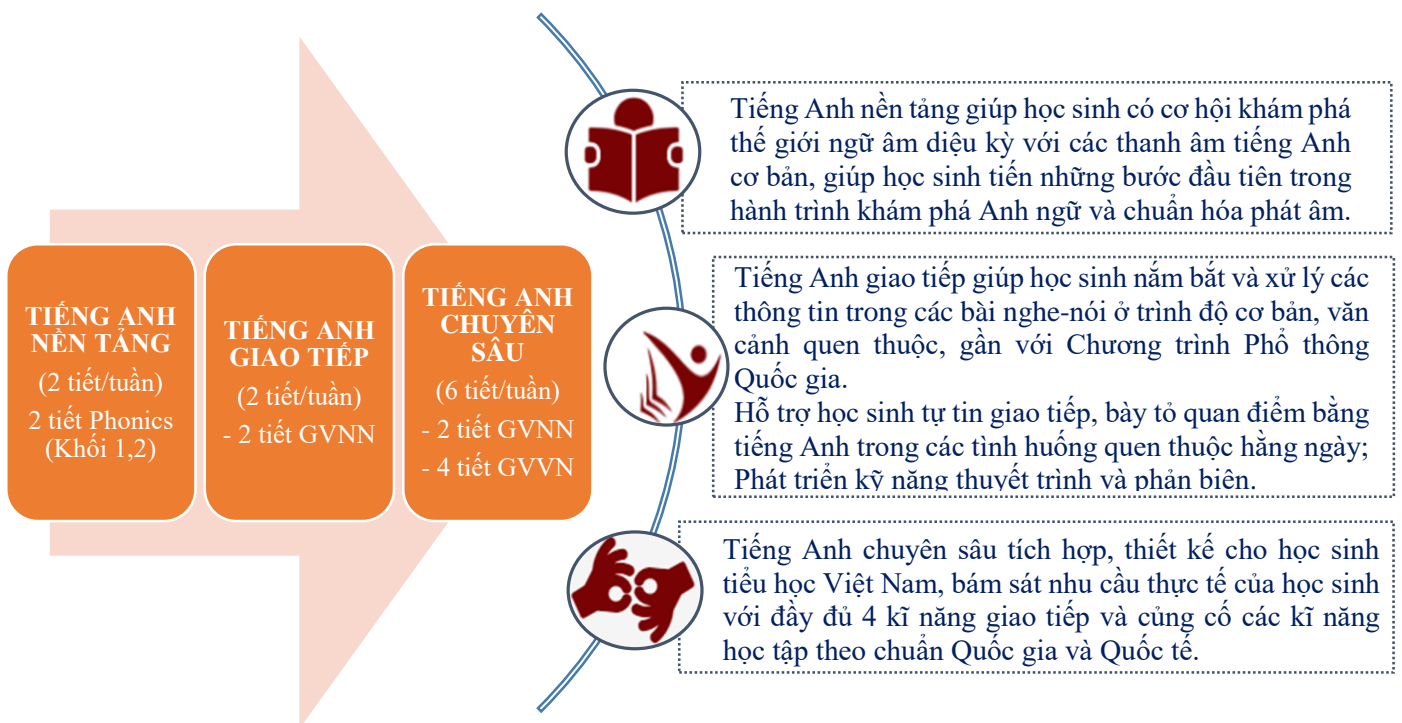 TIẾNG ANH
NỀN TẢNG
(2 tiết/tuần)
2 tiết Phonics
(Khối 1,2)
TIẾNG ANH
GIAO TIẾP
(2 tiết/tuần)
- 2 tiết GVNN
TIẾNG ANH
CHUYÊN
SÂU
(6 tiết/tuần)
- 2 tiết GVNN
- 4 tiết GVVN
Tiếng Anh nền tảng giúp học sinh có cơ hội khám phá
thế giới ngữ âm diệu kỳ với các thanh âm tiếng Anh
cơ bản, giúp học sinh tiến những bước đầu tiên trong
hành trình khám phá Anh ngữ và chuẩn hóa phát âm.
Tiếng Anh giao tiếp giúp học sinh nắm bắt và xử lý các
thông tin trong các bài nghe-nói ở trình độ cơ bản, văn
cảnh quen thuộc, gần với Chương trình Phổ thông
Quốc gia.
Hỗ trợ học sinh tự tin giao tiếp, bày tỏ quan điểm bằng
tiếng Anh trong các tình huống quen thuộc hằng ngày;
Phát triển kỹ năng thuyết trình và phản biên.
Tiếng Anh chuyên sâu tích hợp, thiết kế cho học sinh
tiểu học Việt Nam, bám sát nhu cầu thực tế của học sinh
với đầy đủ 4 kĩ năng giao tiếp và củng cố các kĩ năng
học tập theo chuẩn Quốc gia và Quốc tế.